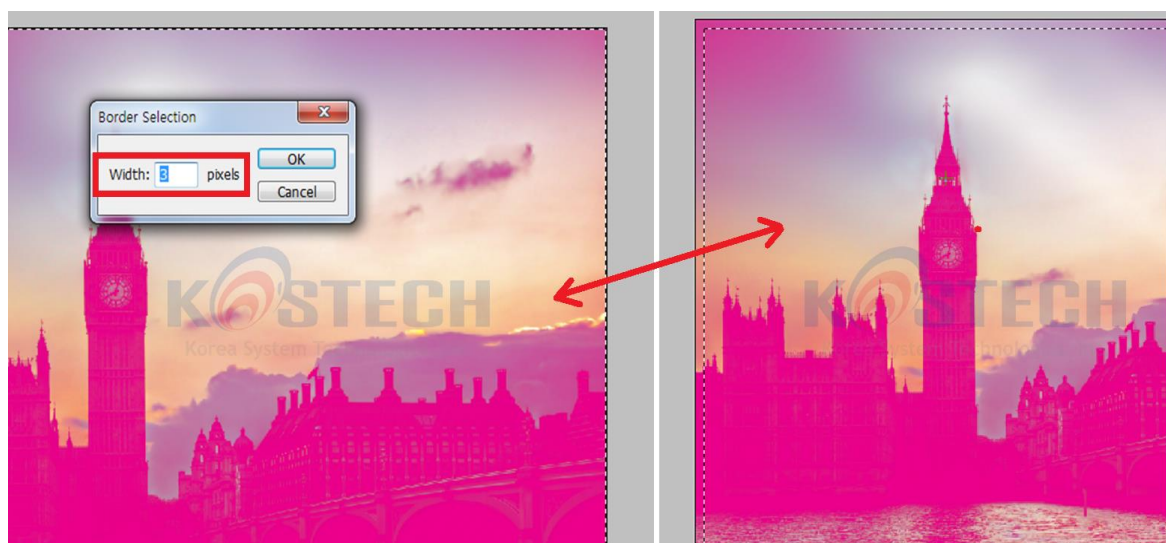 Border Selection
Width: 3 pixels
OK
Cancel
KOSTECH
Korea System
KOSTECH